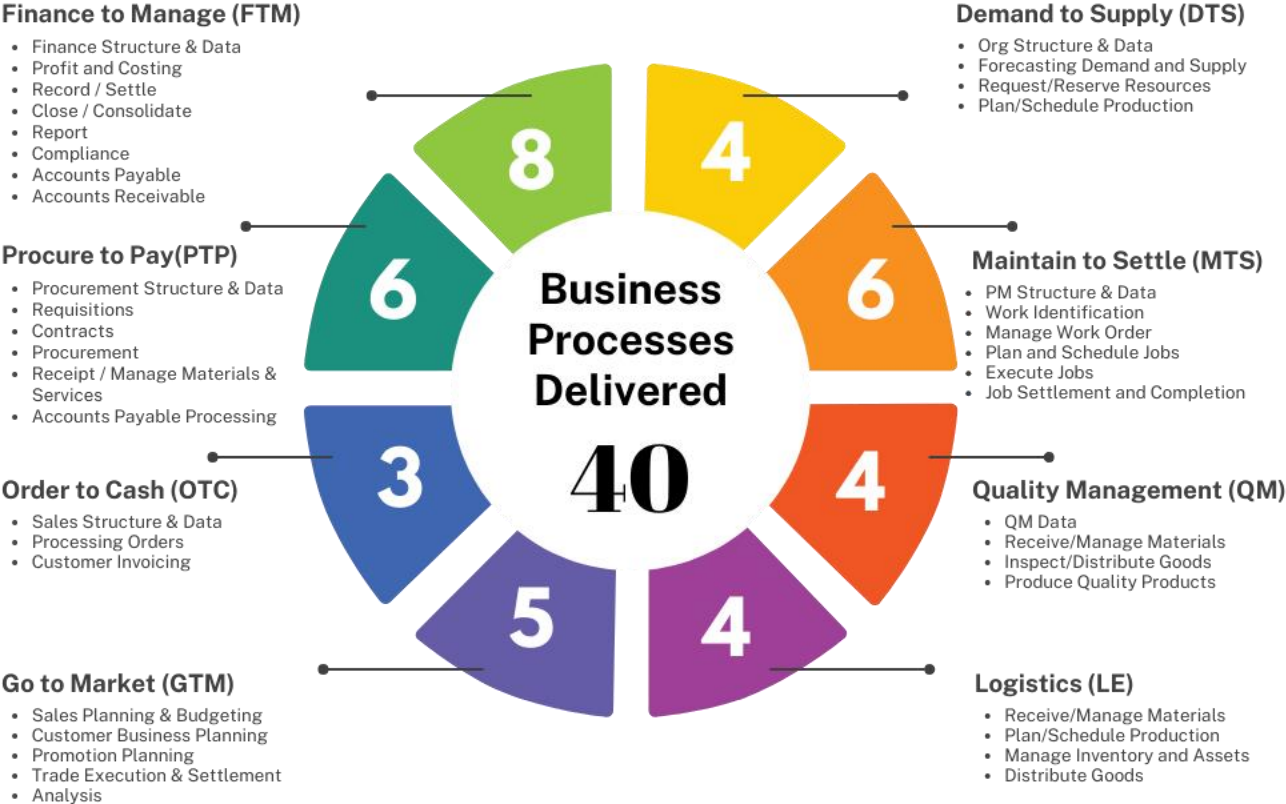 Finance to Manage (FTM)
• Finance Structure & Data
• Profit and Costing
• Record / Settle
• Close / Consolidate
• Report
• Compliance
• Accounts Payable
• Accounts Receivable
Procure to Pay(PTP)
• Procurement Structure & Data
• Requisitions
• Contracts
• Procurement
• Receipt / Manage Materials &
Services
• Accounts Payable Processing
Order to Cash (OTC)
• Sales Structure & Data
• Processing Orders
• Customer Invoicing
Go to Market (GTM)
• Sales Planning & Budgeting
• Customer Business Planning
• Promotion Planning
• Trade Execution & Settlement
• Analysis
8
4
6
6
3
4
5
4
Business
Processes
Delivered
40
Demand to Supply (DTS)
• Org Structure & Data
• Forecasting Demand and Supply
• Request/Reserve Resources
• Plan/Schedule Production
Maintain to Settle (MTS)
• PM Structure & Data
• Work Identification
• Manage Work Order
• Plan and Schedule Jobs
• Execute Jobs
• Job Settlement and Completion
Quality Management (QM)
• QM Data
• Receive/Manage Materials
• Inspect/Distribute Goods
• Produce Quality Products
Logistics (LE)
• Receive/Manage Materials
• Plan/Schedule Production
• Manage Inventory and Assets
• Distribute Goods